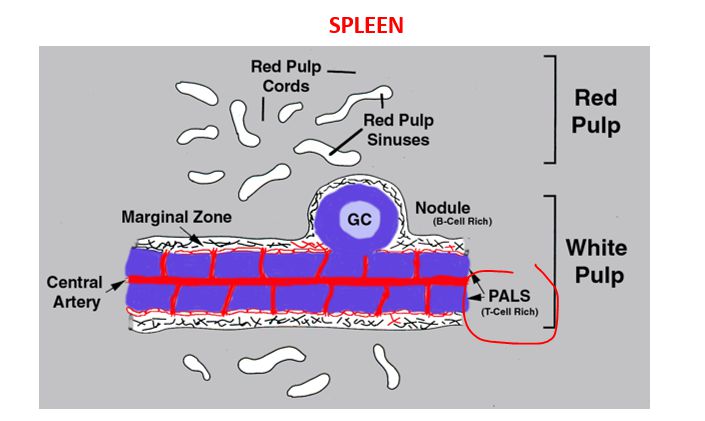 SPLEEN
Red Pulp
Cords
Red Pulp
Sinuses
Red
Pulp
Marginal Zone
GC
Nodule
(B-Cell Rich)
White
Pulp
Central
Artery
PALS
(T-Cell Rich)